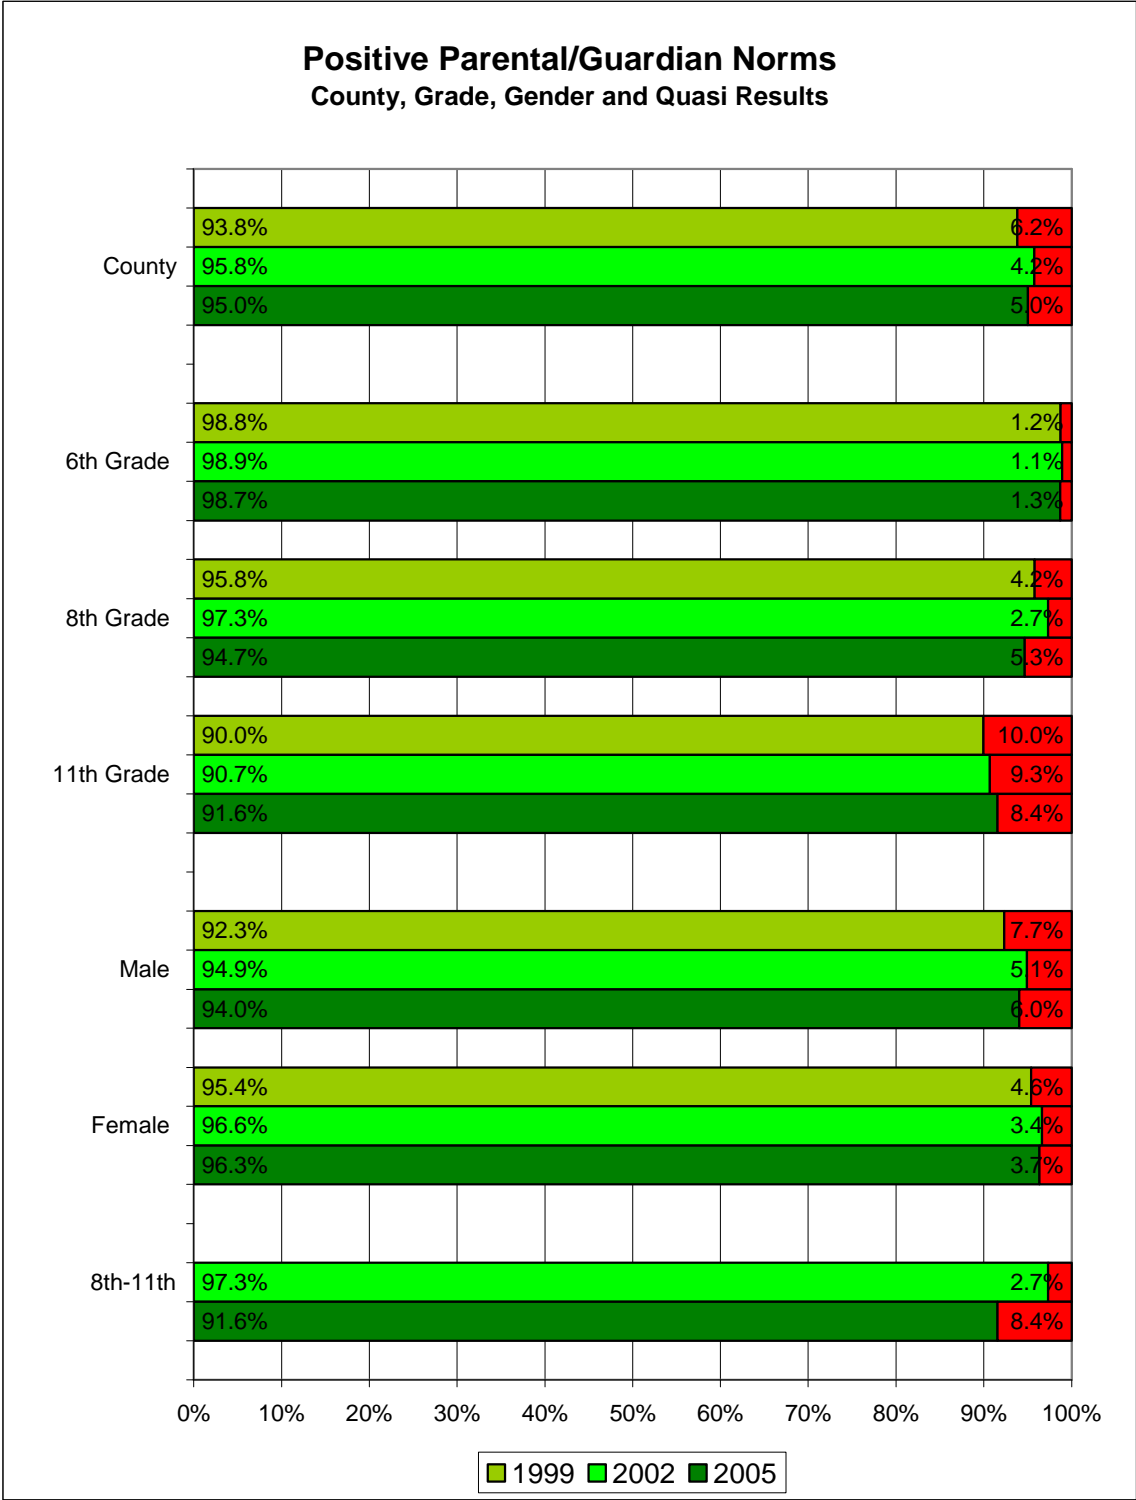 Positive Parental/Guardian Norms
County, Grade, Gender and Quasi Results
93.8% 6.2%
County 95.8% 4.2%
95.0% 5.0%
98.8% 1.2%
6th Grade 98.9% 1.1%
98.7% 1.3%
95.8% 4.2%
8th Grade 97.3% 2.7%
94.7% 5.3%
90.0% 10.0%
11th Grade 90.7% 9.3%
91.6% 8.4%
92.3% 7.7%
Male 94.9% 5.1%
94.0% 6.0%
95.4% 4.6%
Female 96.6% 3.4%
96.3% 3.7%
8th-11th 97.3% 2.7%
91.6% 8.4%
0% 10% 20% 30% 40% 50% 60% 70% 80% 90% 100%
1999 2002 2005